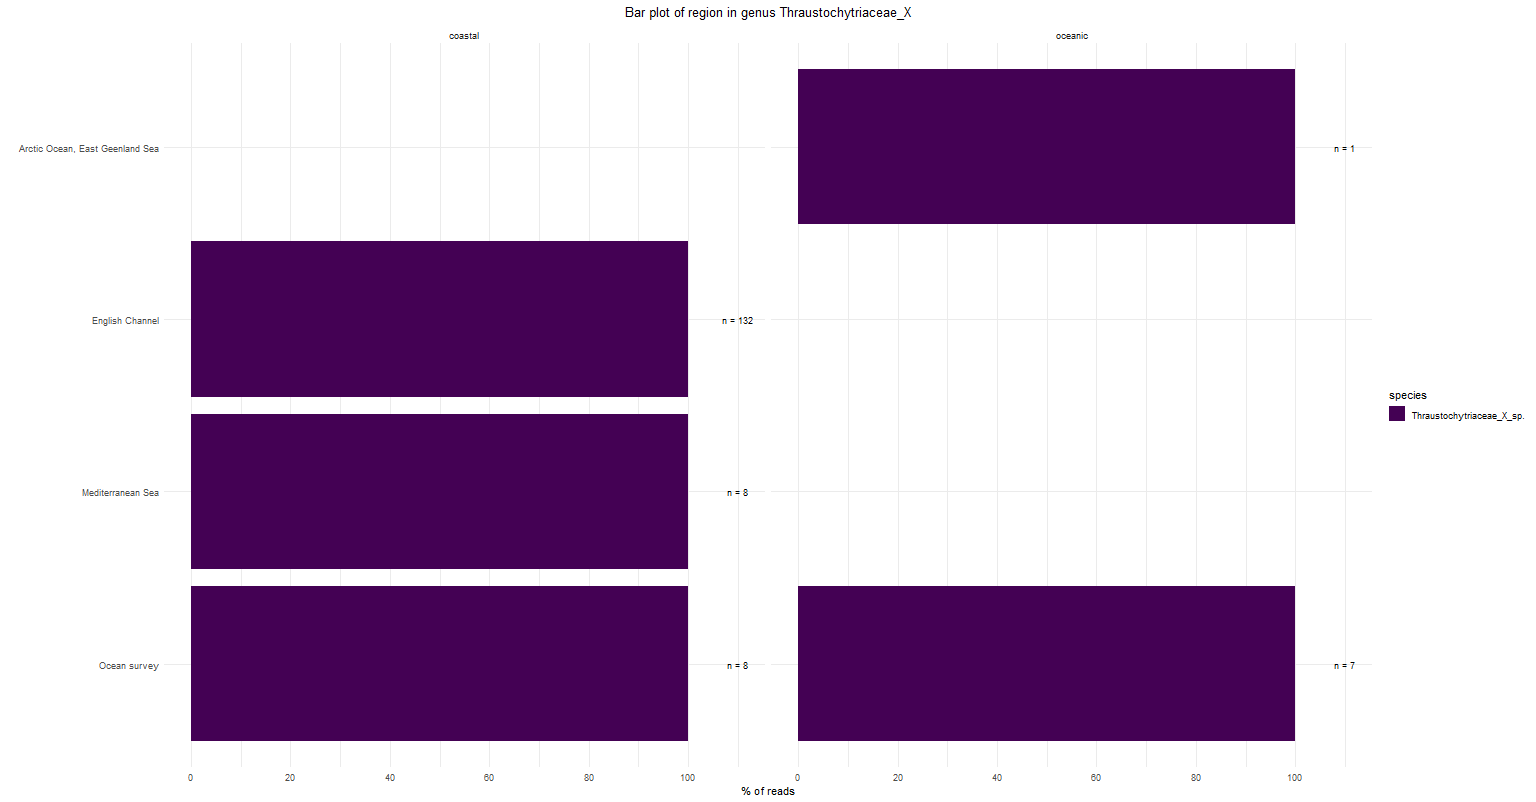 Bar plot of region in genus Thraustochytriaceae_X
coastal
oceanic
Arctic Ocean, East Geenland Sea
n = 1
English Channel
n = 132
Mediterranean Sea
n = 8
Ocean survey
n = 8
n = 7
species
Thraustochytriaceae_X_sp.
0 20 40 60 80 100
0 20 40 60 80 100
% of reads